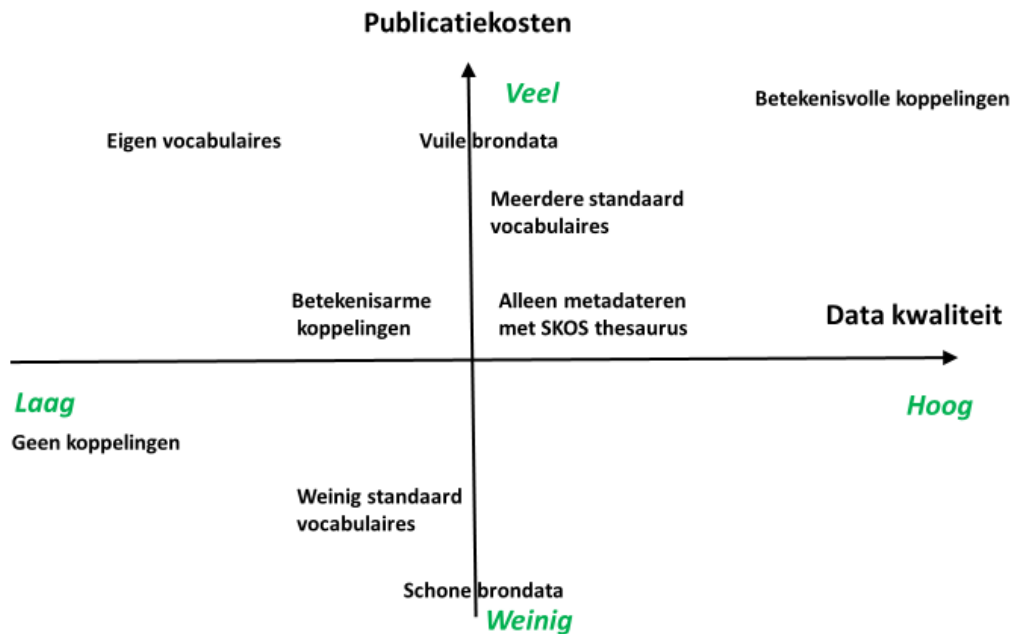 Publicatiekosten
Veel
Betekenisvolle koppelingen
Eigen vocabulaires
Vuile brondata
Meerdere standaard
vocabulaires
Betekenisarme
koppelingen
Alleen metadateren
met SKOS thesaurus
Data kwaliteit
Laag
Hoog
Geen koppelingen
Weinig standaard
vocabulaires
Schone brondata
Weinig